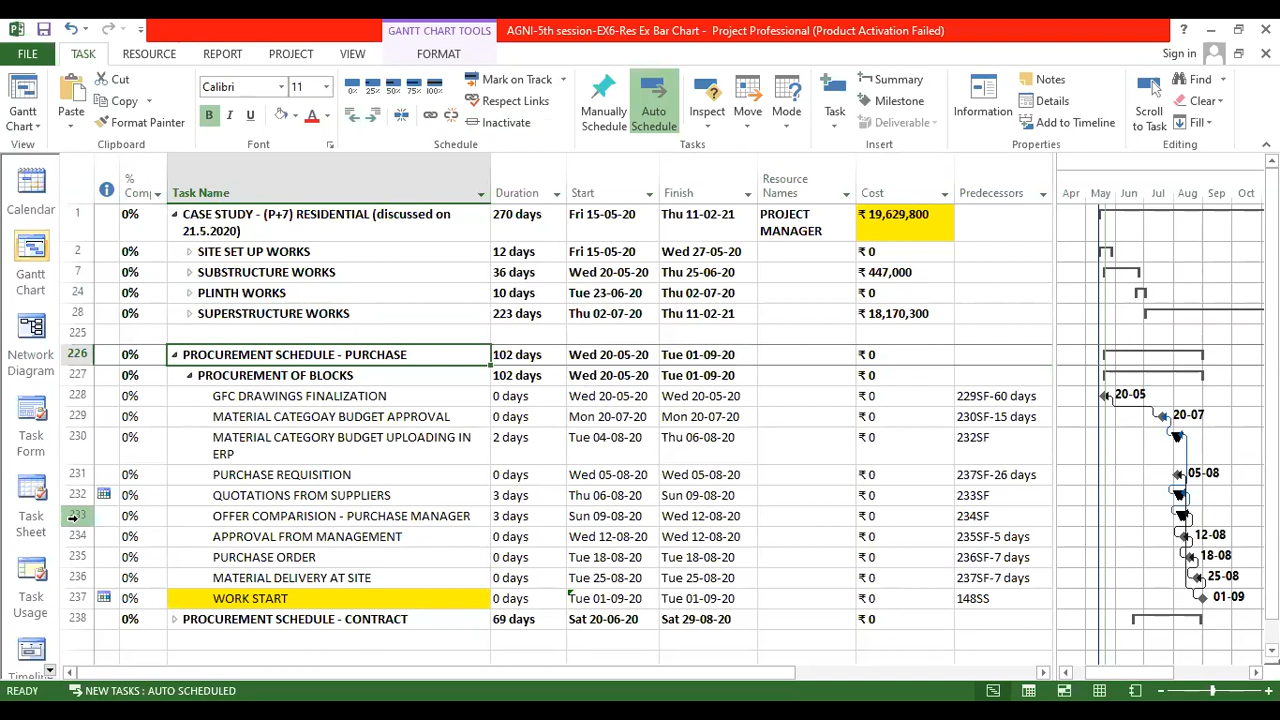 GANTT CHART TOOLS
AGNI-5th session-EX6-Res Ex Bar Chart - Project Professional (Product Activation Failed)
FILE TASK RESOURCE REPORT PROJECT VIEW FORMAT Sign in
Gantt Chart
View
Paste
Cut
Copy
Format Painter
Clipboard
Calibri 11
B I U A
Font
0% 25% 50% 75% 100%
Mark on Track
Respect Links
Inactivate
Schedule
Manually Schedule
Auto Schedule
Inspect
Move
Mode
Tasks
Task
Summary
Milestone
Deliverable
Insert
Information
Notes
Details
Add to Timeline
Properties
Scroll to Task
Find
Clear
Fill
Editing
Calendar
Gantt Chart
Network Diagram
Task Form
Task Sheet
Task Usage
Timeline
% Comp Task Name Duration Start Finish Resource Names Cost Predecessors Apr May Jun Jul Aug Sep Oct
1 0% CASE STUDY - (P+7) RESIDENTIAL (discussed on 21.5.2020) 270 days Fri 15-05-20 Thu 11-02-21 PROJECT MANAGER ₹ 19,629,800
2 0% SITE SET UP WORKS 12 days Fri 15-05-20 Wed 27-05-20 ₹ 0
7 0% SUBSTRUCTURE WORKS 36 days Wed 20-05-20 Thu 25-06-20 ₹ 447,000
24 0% PLINTH WORKS 10 days Tue 23-06-20 Thu 02-07-20 ₹ 0
28 0% SUPERSTRUCTURE WORKS 223 days Thu 02-07-20 Thu 11-02-21 ₹ 18,170,300
225
226 0% PROCUREMENT SCHEDULE - PURCHASE 102 days Wed 20-05-20 Tue 01-09-20 ₹ 0
227 0% PROCUREMENT OF BLOCKS 102 days Wed 20-05-20 Tue 01-09-20 ₹ 0
228 0% GFC DRAWINGS FINALIZATION 0 days Wed 20-05-20 Wed 20-05-20 ₹ 0 229SF-60 days 20-05
229 0% MATERIAL CATEGOAY BUDGET APPROVAL 0 days Mon 20-07-20 Mon 20-07-20 ₹ 0 230SF-15 days 20-07
230 0% MATERIAL CATEGORY BUDGET UPLOADING IN ERP 2 days Tue 04-08-20 Thu 06-08-20 ₹ 0 232SF
231 0% PURCHASE REQUISITION 0 days Wed 05-08-20 Wed 05-08-20 ₹ 0 237SF-26 days 05-08
232 0% QUOTATIONS FROM SUPPLIERS 3 days Thu 06-08-20 Sun 09-08-20 ₹ 0 233SF
233 0% OFFER COMPARISION - PURCHASE MANAGER 3 days Sun 09-08-20 Wed 12-08-20 ₹ 0 234SF
234 0% APPROVAL FROM MANAGEMENT 0 days Wed 12-08-20 Wed 12-08-20 ₹ 0 235SF-5 days 12-08
235 0% PURCHASE ORDER 0 days Tue 18-08-20 Tue 18-08-20 ₹ 0 236SF-7 days 18-08
236 0% MATERIAL DELIVERY AT SITE 0 days Tue 25-08-20 Tue 25-08-20 ₹ 0 237SF-7 days 25-08
237 0% WORK START 0 days Tue 01-09-20 Tue 01-09-20 ₹ 0 148SS 01-09
238 0% PROCUREMENT SCHEDULE - CONTRACT 69 days Sat 20-06-20 Sat 29-08-20 ₹ 0
READY NEW TASKS : AUTO SCHEDULED